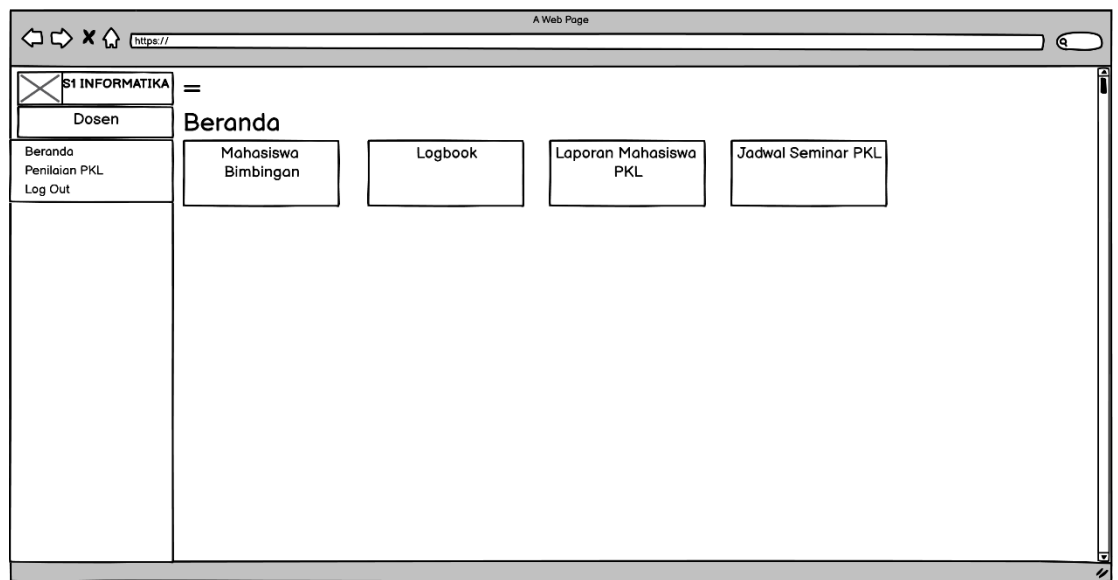 A Web Page
https://
S1 INFORMATIKA
Dosen
Beranda
Penilaian PKL
Log Out
Beranda
Mahasiswa
Bimbingan
Logbook
Laporan Mahasiswa
PKL
Jadwal Seminar PKL